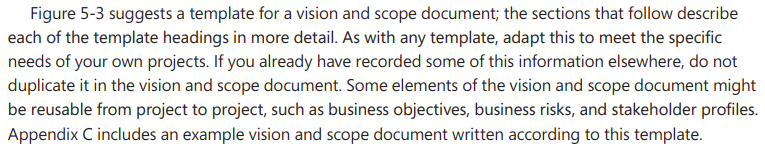 Figure 5-3 suggests a template for a vision and scope document; the sections that follow describe
each of the template headings in more detail. As with any template, adapt this to meet the specific
needs of your own projects. If you already have recorded some of this information elsewhere, do not
duplicate it in the vision and scope document. Some elements of the vision and scope document might
be reusable from project to project, such as business objectives, business risks, and stakeholder profiles.
Appendix C includes an example vision and scope document written according to this template.